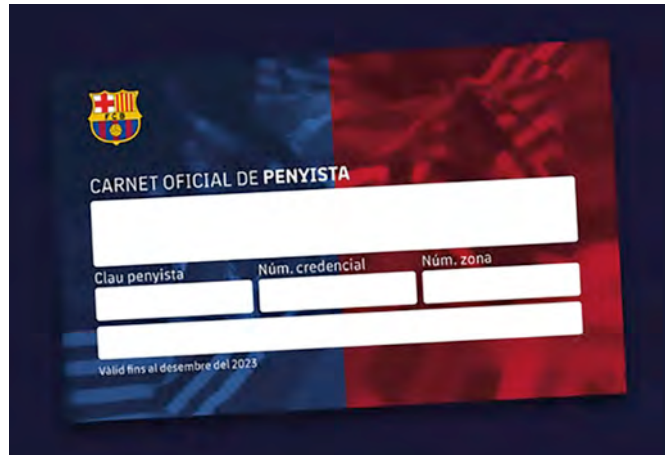 FCB
CARNET OFICIAL DE PENYISTA
Clau penyista Núm. credencial Núm. zona
Vàlid fins al desembre del 2023